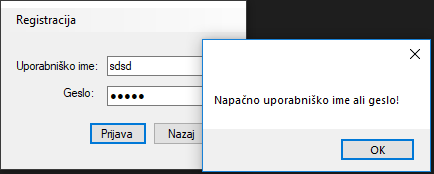 Registracija
Uporabniško ime: sdsd
Geslo: ●●●●●
Prijava Nazaj
Napačno uporabniško ime ali geslo!
OK